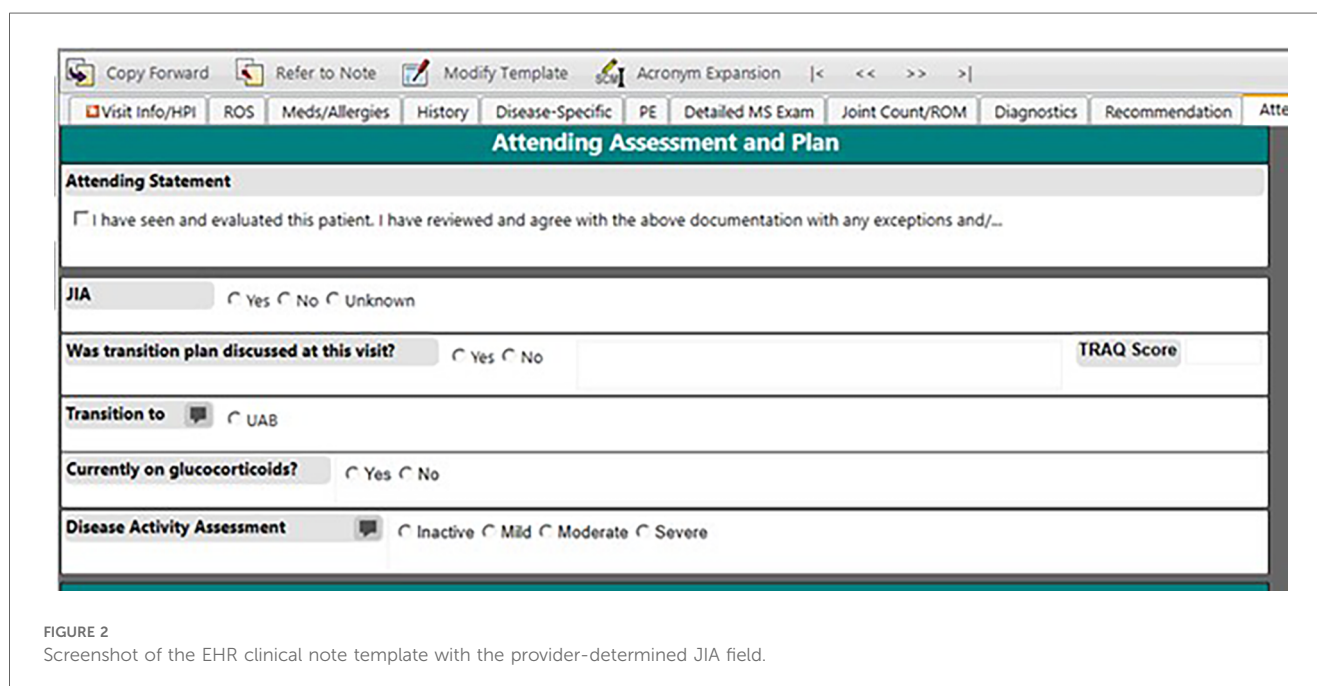 Copy Forward Refer to Note Modify Template Acronym Expansion |< << >> >|
Visit Info/HPI ROS Meds/Allergies History Disease-Specific PE Detailed MS Exam Joint Count/ROM Diagnostics Recommendation Atte
Attending Assessment and Plan
Attending Statement
I have seen and evaluated this patient. I have reviewed and agree with the above documentation with any exceptions and/...
JIA Yes No Unknown
Was transition plan discussed at this visit? Yes No TRAQ Score
Transition to UAB
Currently on glucocorticoids? Yes No
Disease Activity Assessment Inactive Mild Moderate Severe
FIGURE 2
Screenshot of the EHR clinical note template with the provider-determined JIA field.